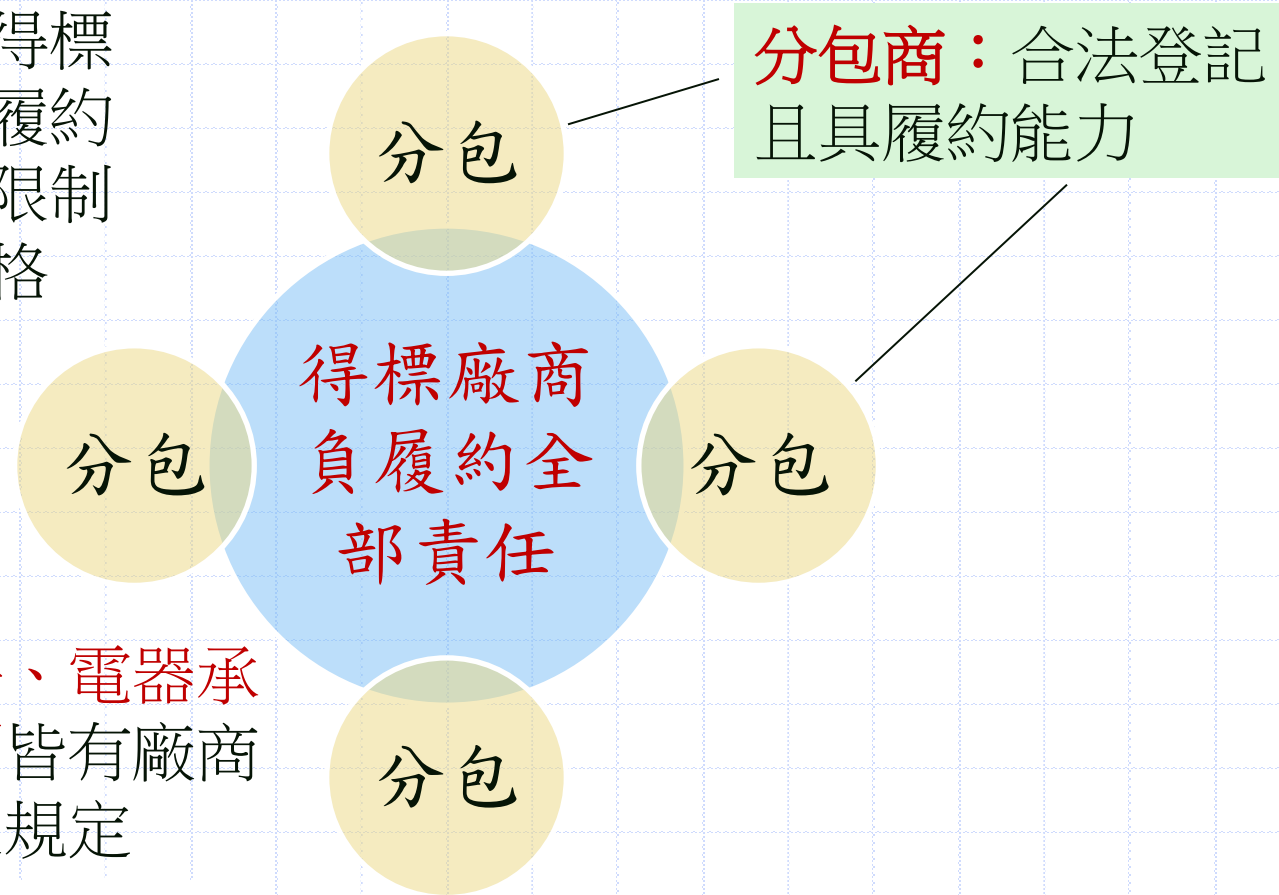 得標
履約
限制
格
分包商：合法登記
且具履約能力
分包
分包
得標廠商
負履約全
部責任
分包
、電器承
皆有廠商
規定
分包